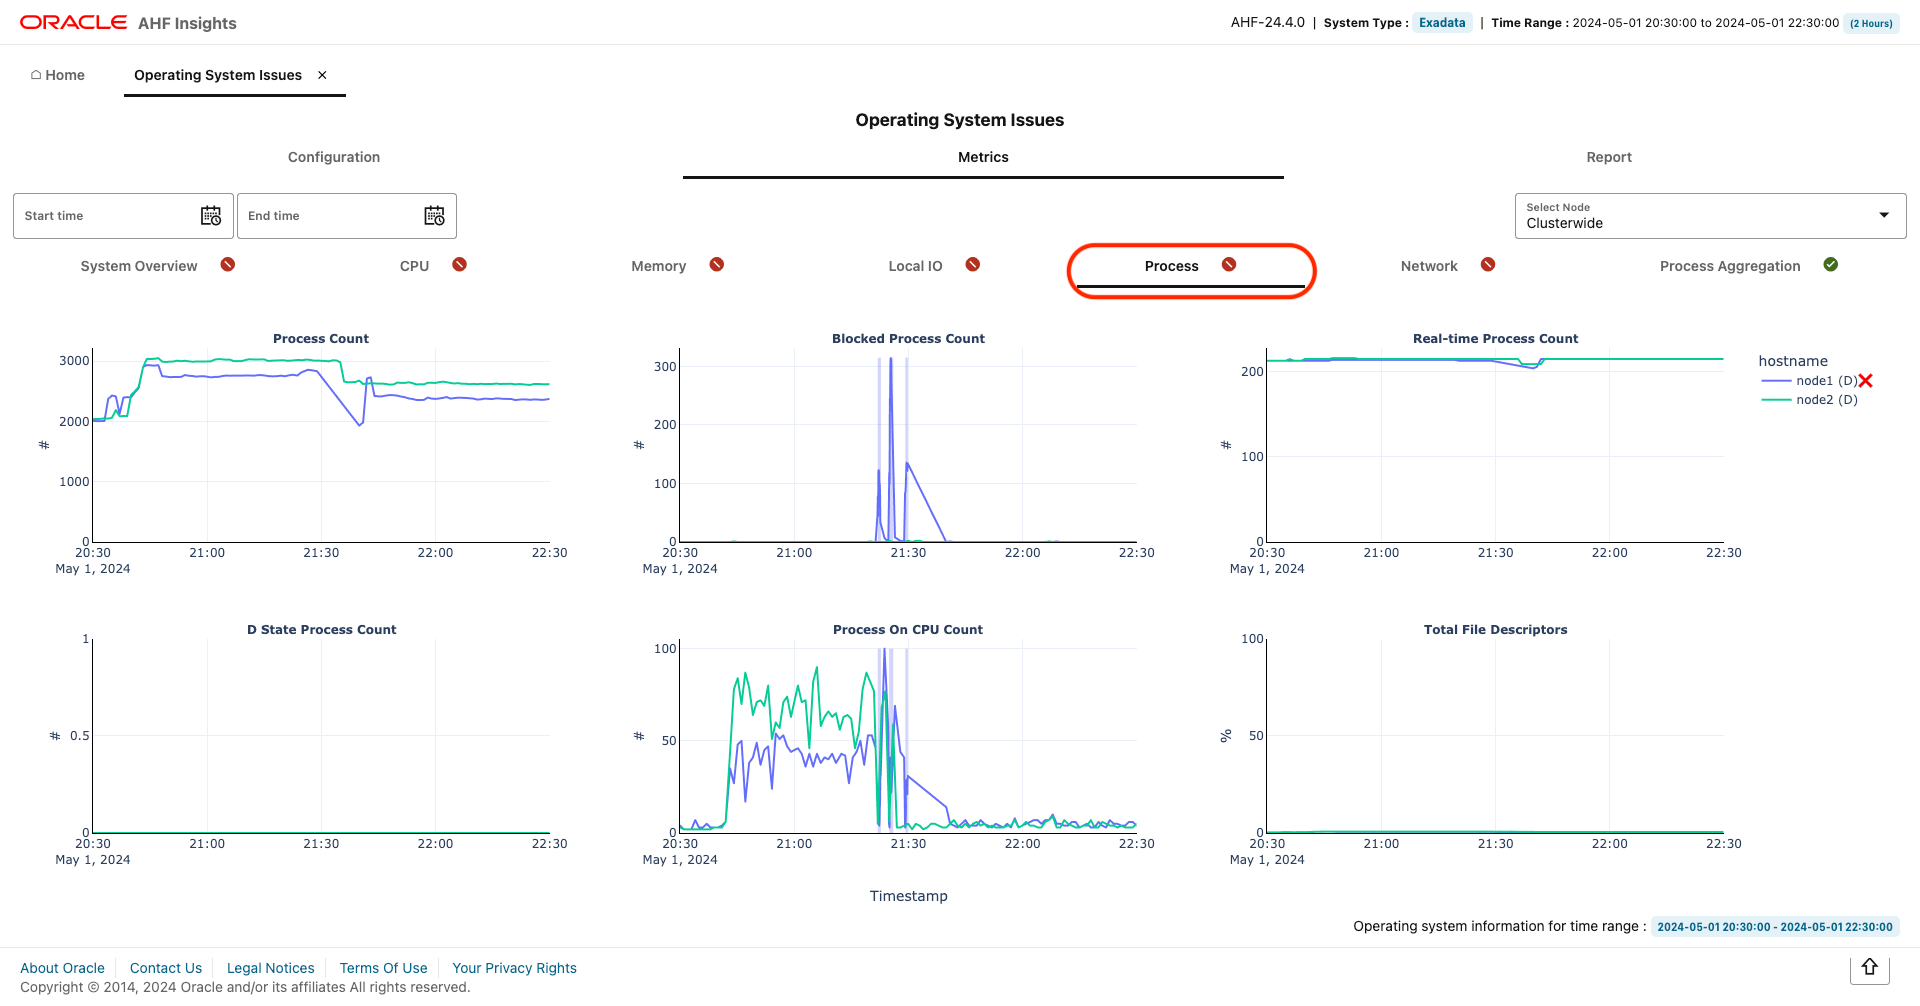 ORACLE AHF Insights
AHF-24.4.0 | System Type : Exadata | Time Range : 2024-05-01 20:30:00 to 2024-05-01 22:30:00 (2 Hours)
Home Operating System Issues ×
Operating System Issues
Configuration Metrics Report
Start time End time
Select Node
Clusterwide
System Overview CPU Memory Local IO Process Network Process Aggregation
Process Count
3000
2000
1000
0
#
20:30 21:00 21:30 22:00 22:30
May 1, 2024
Blocked Process Count
300
200
100
0
#
20:30 21:00 21:30 22:00 22:30
May 1, 2024
Real-time Process Count
200
100
0
#
20:30 21:00 21:30 22:00 22:30
May 1, 2024
hostname
node1 (D)
node2 (D)
D State Process Count
1
0.5
0
#
20:30 21:00 21:30 22:00 22:30
May 1, 2024
Process On CPU Count
100
50
0
#
20:30 21:00 21:30 22:00 22:30
May 1, 2024
Total File Descriptors
100
50
0
%
20:30 21:00 21:30 22:00 22:30
May 1, 2024
Timestamp
Operating system information for time range : 2024-05-01 20:30:00 - 2024-05-01 22:30:00
About Oracle Contact Us Legal Notices Terms Of Use Your Privacy Rights
Copyright © 2014, 2024 Oracle and/or its affiliates All rights reserved.